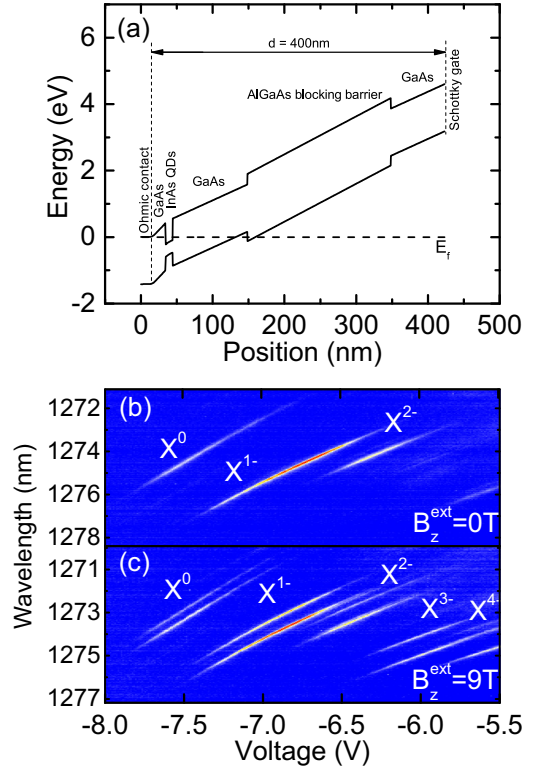 (a)
d = 400nm
GaAs
AlGaAs blocking barrier
GaAs
Ohmic contact
GaAs
InAs QDs
Schottky gate
E_f
Energy (eV)
6
4
2
0
-2
0 100 200 300 400 500
Position (nm)
(b)
X^0
X^1-
X^2-
B_z^ext=0T
1272
1274
1276
1278
Wavelength (nm)
(c)
X^0
X^1-
X^2-
X^3-
X^4-
B_z^ext=9T
1271
1273
1275
1277
-8.0 -7.5 -7.0 -6.5 -6.0 -5.5
Voltage (V)